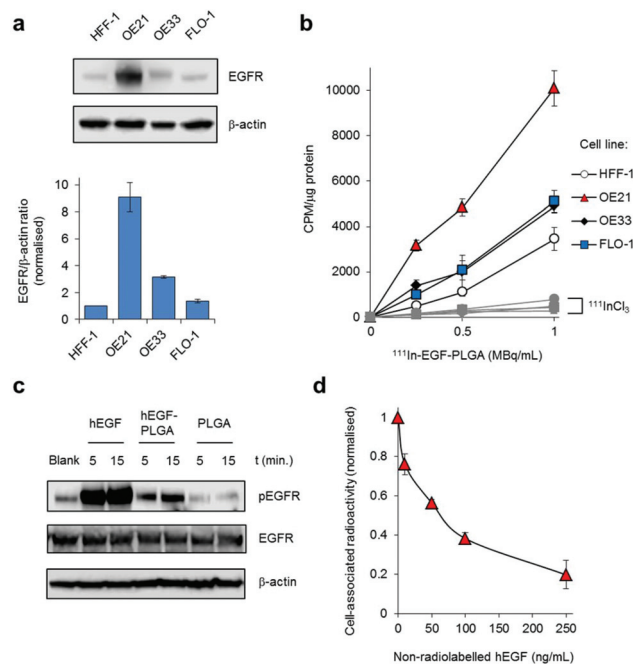 a
HFF-1 OE21 OE33 FLO-1
EGFR
β-actin
EGFR/β-actin ratio
(normalised)
10
8
6
4
2
0
HFF-1 OE21 OE33 FLO-1
b
CPM/μg protein
10000
8000
6000
4000
2000
0
0 0.5 1
¹¹¹In-EGF-PLGA (MBq/mL)
Cell line:
HFF-1
OE21
OE33
FLO-1
¹¹¹InCl₃
c
hEGF hEGF-PLGA PLGA
Blank 5 15 5 15 5 15 t (min.)
pEGFR
EGFR
β-actin
d
Cell-associated radioactivity (normalised)
1
0.8
0.6
0.4
0.2
0
0 50 100 150 200 250
Non-radiolabelled hEGF (ng/mL)